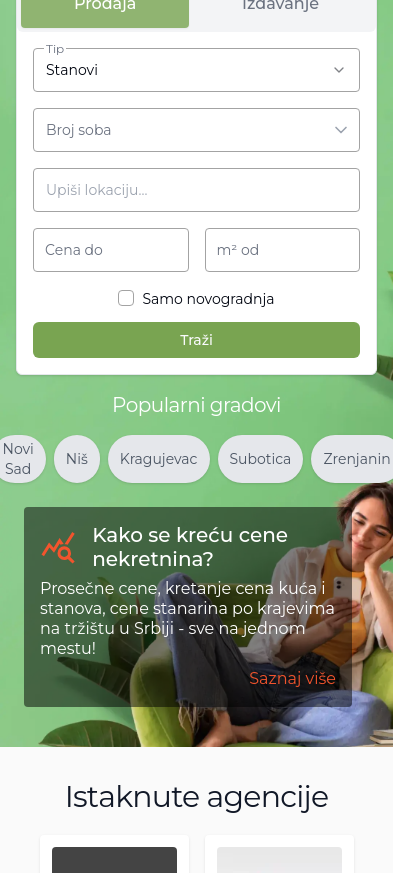 Prodaja
Izdavanje
Tip
Stanovi
Broj soba
Upiši lokaciju...
Cena do
m² od
Samo novogradnja
Traži
Popularni gradovi
Novi
Sad
Niš
Kragujevac
Subotica
Zrenjanin
Kako se kreću cene
nekretnina?
Prosečne cene, kretanje cena kuća i
stanova, cene stanarina po krajevima
na tržištu u Srbiji - sve na jednom
mestu!
Saznaj više
Istaknute agencije